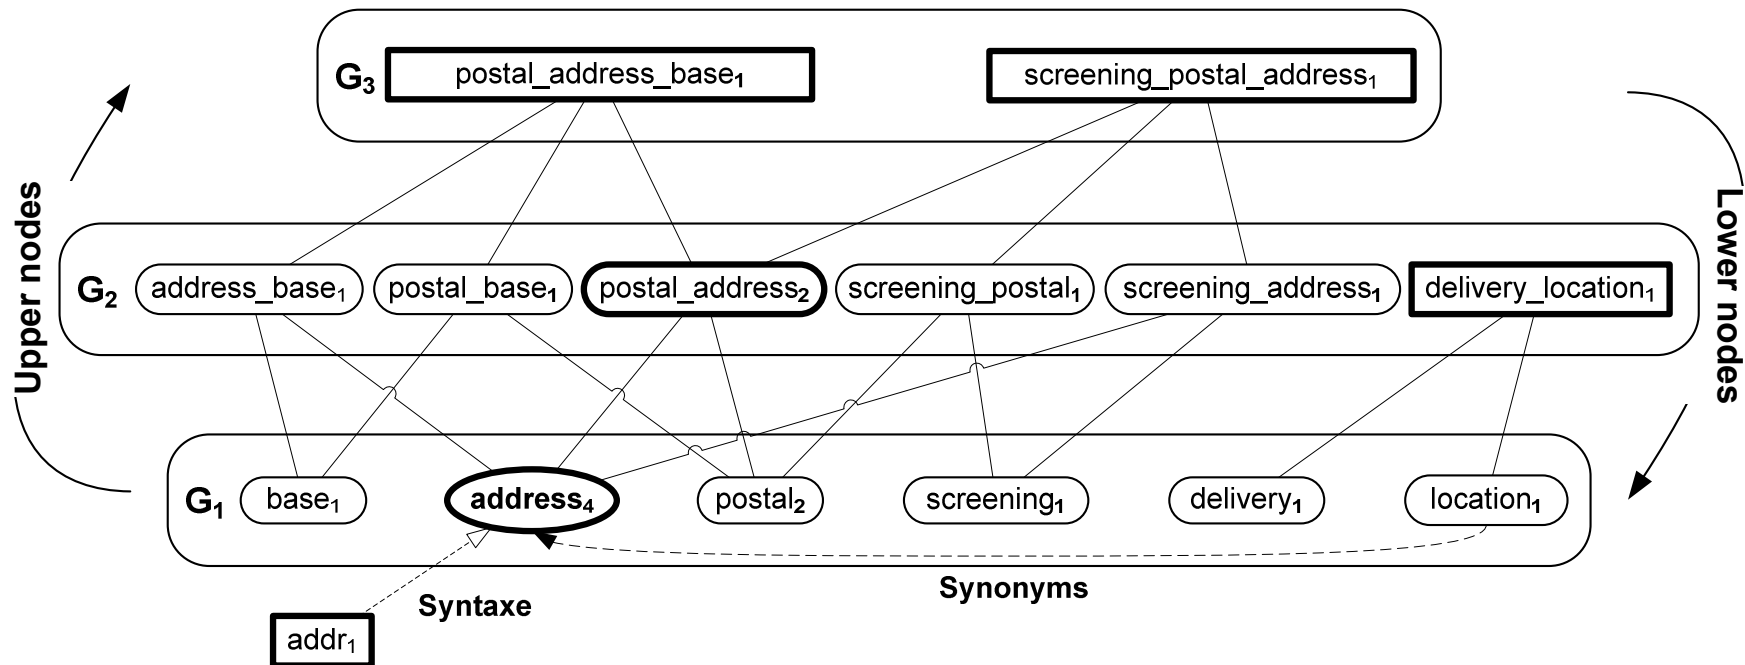 G₃
postal_address_base₁
screening_postal_address₁
Upper nodes
Lower nodes
G₂
address_base₁
postal_base₁
postal_address₂
screening_postal₁
screening_address₁
delivery_location₁
G₁
base₁
address₄
postal₂
screening₁
delivery₁
location₁
Synonyms
Syntaxe
addr₁